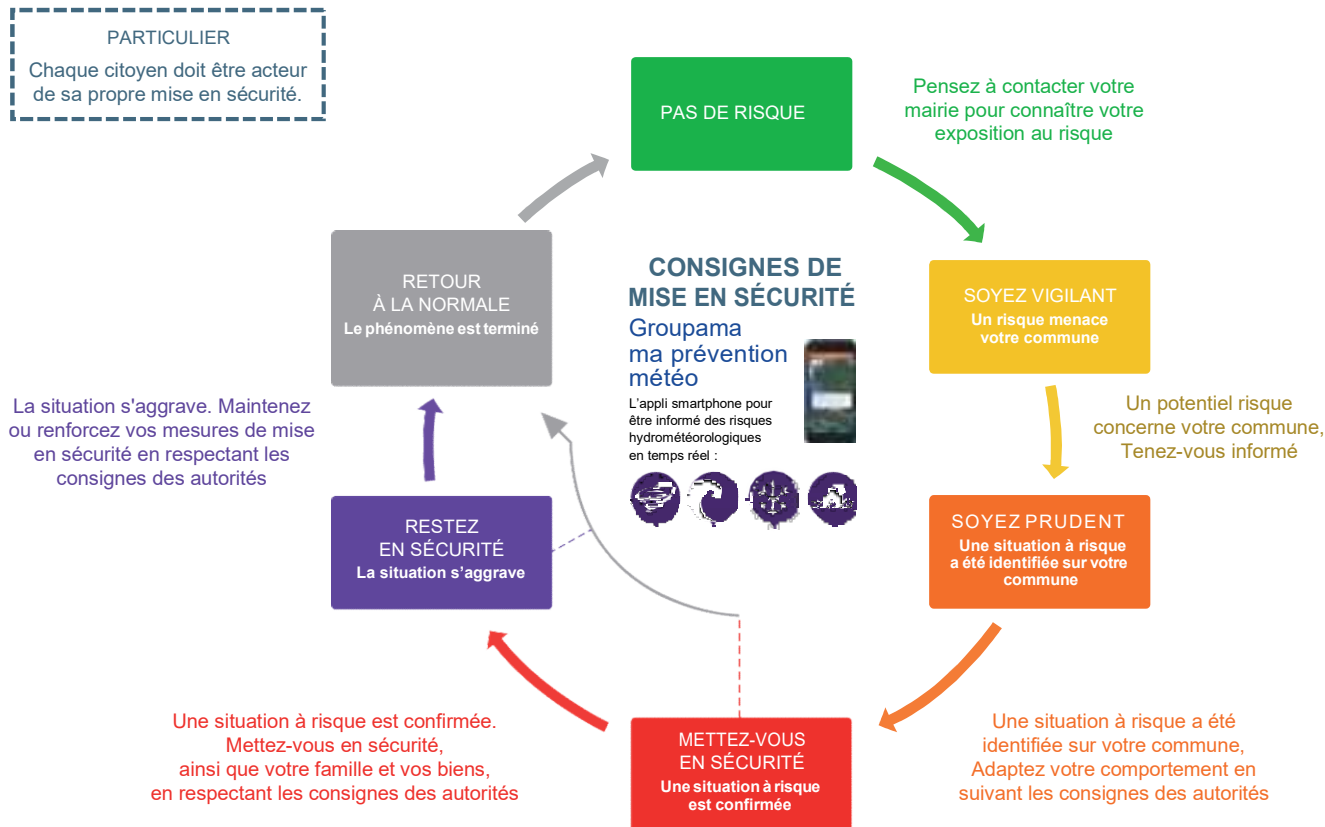 PARTICULIER
Chaque citoyen doit être acteur
de sa propre mise en sécurité.
PAS DE RISQUE
Pensez à contacter votre
mairie pour connaître votre
exposition au risque
SOYEZ VIGILANT
Un risque menace
votre commune
Un potentiel risque
concerne votre commune,
Tenez-vous informé
SOYEZ PRUDENT
Une situation à risque
a été identifiée sur votre
commune
Une situation à risque a été
identifiée sur votre commune,
Adaptez votre comportement en
suivant les consignes des autorités
METTEZ-VOUS
EN SÉCURITÉ
Une situation à risque
est confirmée
Une situation à risque est confirmée.
Mettez-vous en sécurité,
ainsi que votre famille et vos biens,
en respectant les consignes des autorités
RESTEZ
EN SÉCURITÉ
La situation s’aggrave
La situation s'aggrave. Maintenez
ou renforcez vos mesures de mise
en sécurité en respectant les
consignes des autorités
RETOUR
À LA NORMALE
Le phénomène est terminé
CONSIGNES DE
MISE EN SÉCURITÉ
Groupama
ma prévention
météo
L'appli smartphone pour
être informé des risques
hydrométéorologiques
en temps réel :